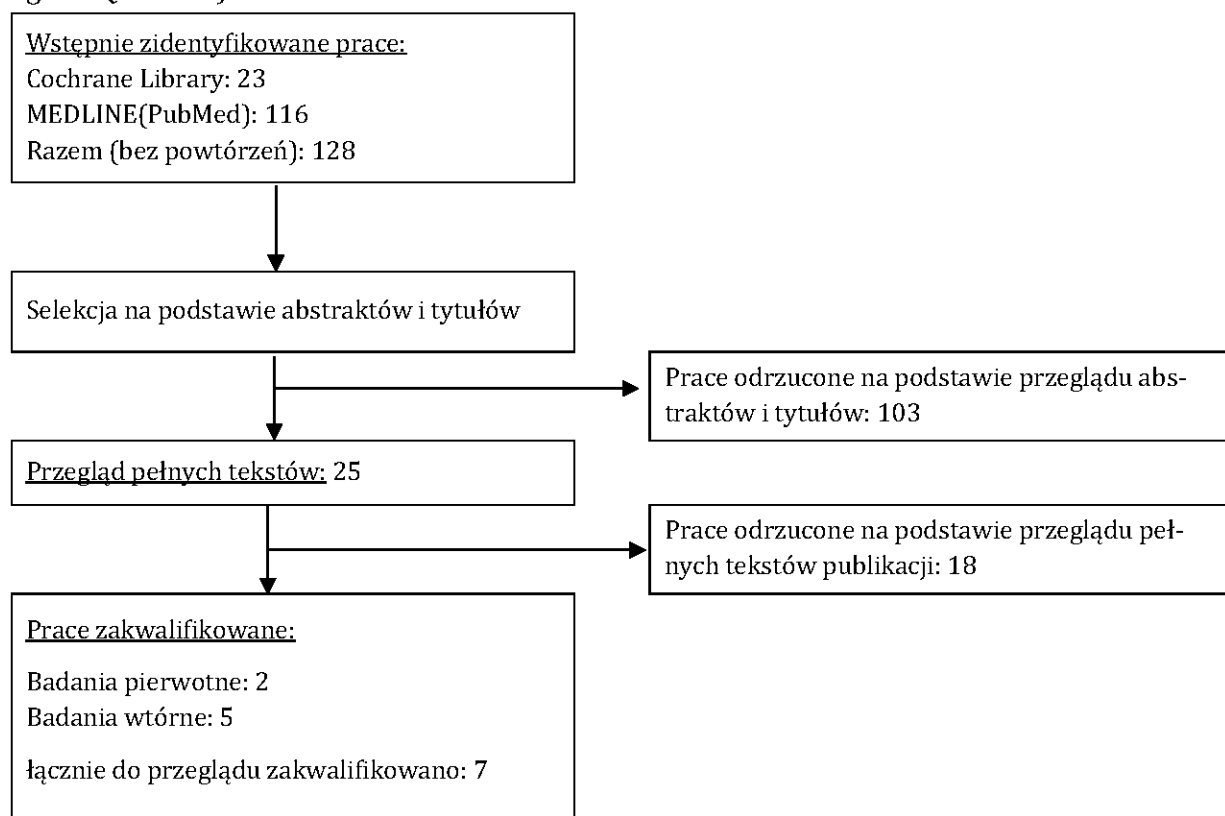 Wstępnie zidentyfikowane prace:
Cochrane Library: 23
MEDLINE(PubMed): 116
Razem (bez powtórzeń): 128
Selekcja na podstawie abstraktów i tytułów
Prace odrzucone na podstawie przeglądu abs-
traktów i tytułów: 103
Przegląd pełnych tekstów: 25
Prace odrzucone na podstawie przeglądu peł-
nych tekstów publikacji: 18
Prace zakwalifikowane:
Badania pierwotne: 2
Badania wtórne: 5
łącznie do przeglądu zakwalifikowano: 7